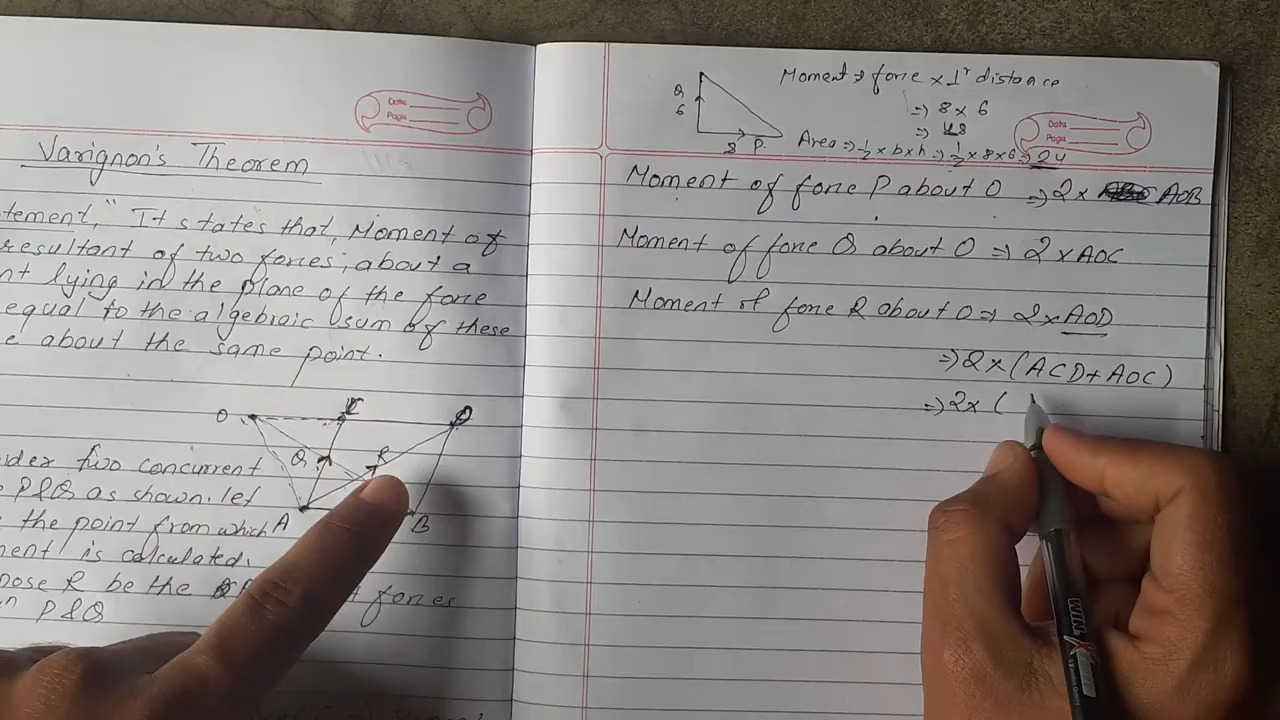 Date
Page
Varignon's Theorem
tement, "It states that, Moment of
resultant of two forces, about a
nt lying in the plane of the force
equal to the algebraic sum of these
e about the same point.
O
C
D
Q
R
A
B
ider two concurrent
P&Q as shown. let
the point from which
ment is calculated.
pose R be the forces
P&Q
Q
6
8 P.
Moment ⇒ force × ⊥r distance
⇒ 8 × 6
⇒ 48
Area ⇒ 1/2 × b × h ⇒ 1/2 × 8 × 6 ⇒ 24
Date
Page
Moment of force P about O ⇒ 2 × AOB
Moment of force Q about O ⇒ 2 × AOC
Moment of force R about O ⇒ 2 × AOD
⇒ 2 × (ACD + AOC)
⇒ 2 × (
WIN